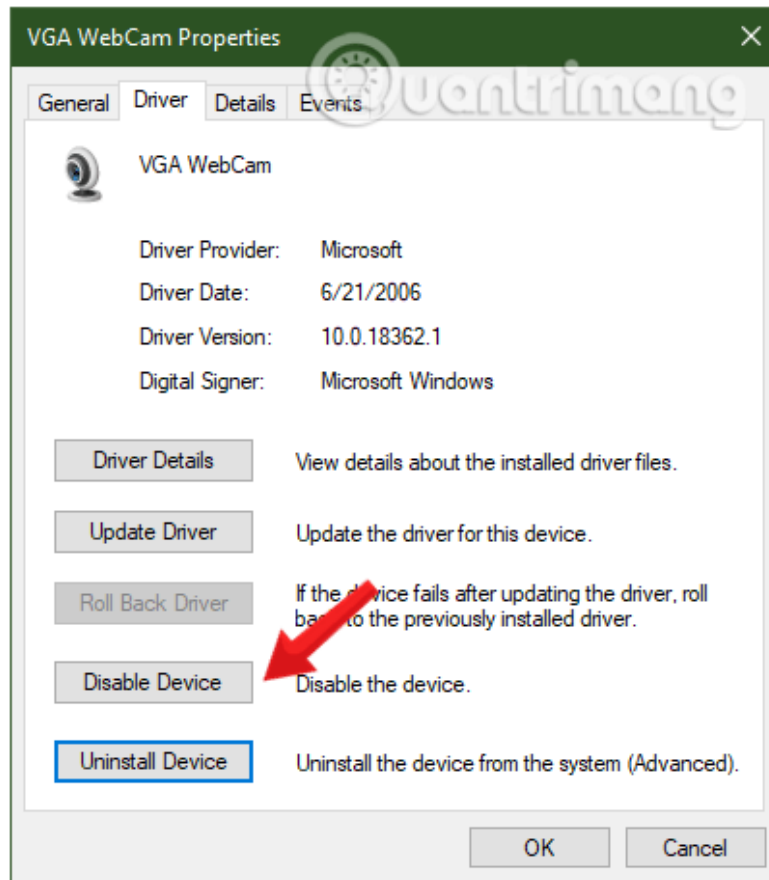 VGA WebCam Properties
Quantrimang
General Driver Details Events
VGA WebCam
Driver Provider: Microsoft
Driver Date: 6/21/2006
Driver Version: 10.0.18362.1
Digital Signer: Microsoft Windows
Driver Details View details about the installed driver files.
Update Driver Update the driver for this device.
Roll Back Driver If the device fails after updating the driver, roll
back to the previously installed driver.
Disable Device Disable the device.
Uninstall Device Uninstall the device from the system (Advanced).
OK Cancel